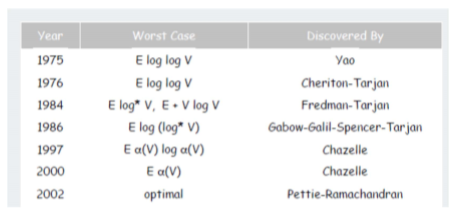 Year Worst Case Discovered By
1975 E log log V Yao
1976 E log log V Cheriton-Tarjan
1984 E log* V, E + V log V Fredman-Tarjan
1986 E log (log* V) Gabow-Galil-Spencer-Tarjan
1997 E α(V) log α(V) Chazelle
2000 E α(V) Chazelle
2002 optimal Pettie-Ramachandran